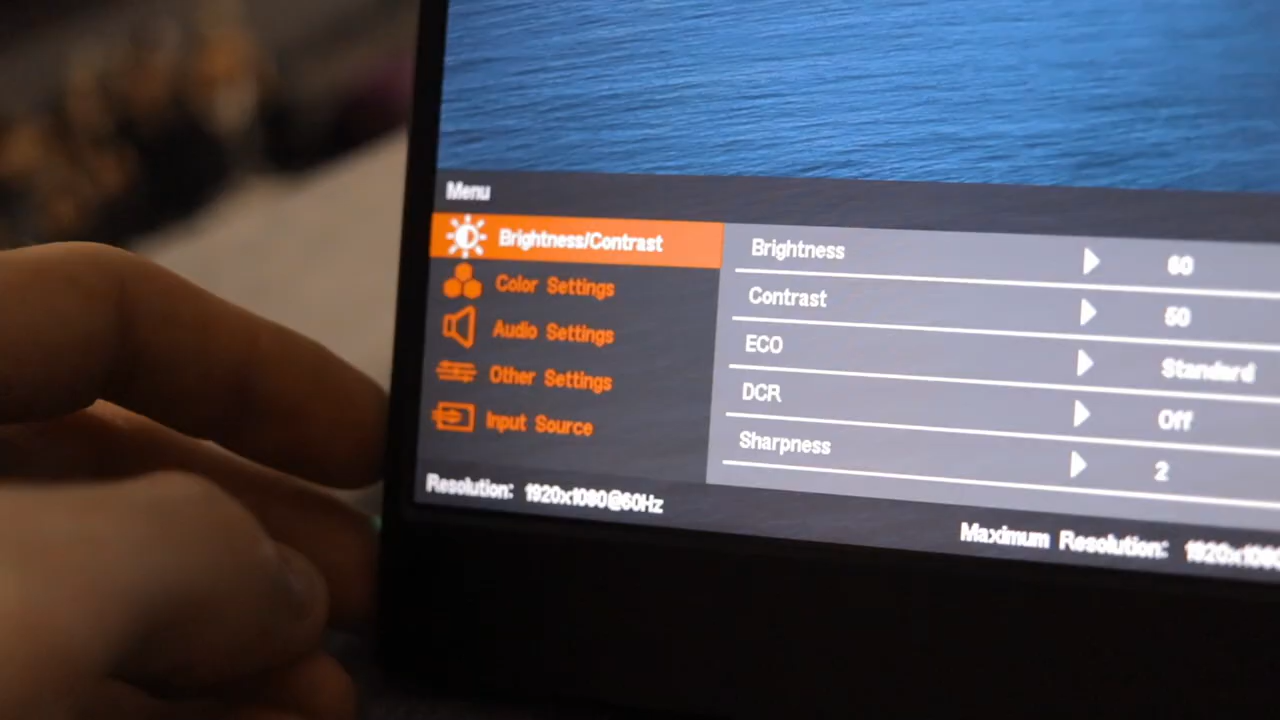 Menu
Brightness/Contrast
Color Settings
Audio Settings
Other Settings
Input Source
Brightness 60
Contrast 50
ECO Standard
DCR Off
Sharpness 2
Resolution: 1920x1080@60Hz
Maximum Resolution: